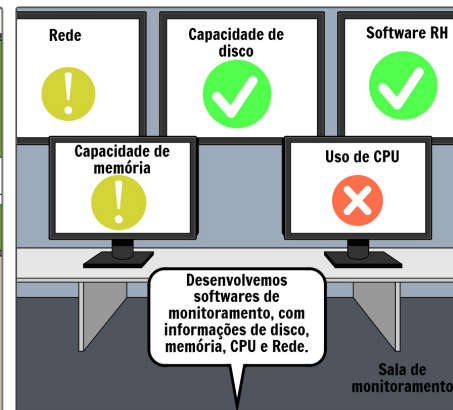 Rede
Capacidade de
disco
Software RH
Capacidade de
memória
Uso de CPU
Desenvolvemos
softwares de
monitoramento, com
informações de disco,
memória, CPU e Rede.
Sala de
monitoramento